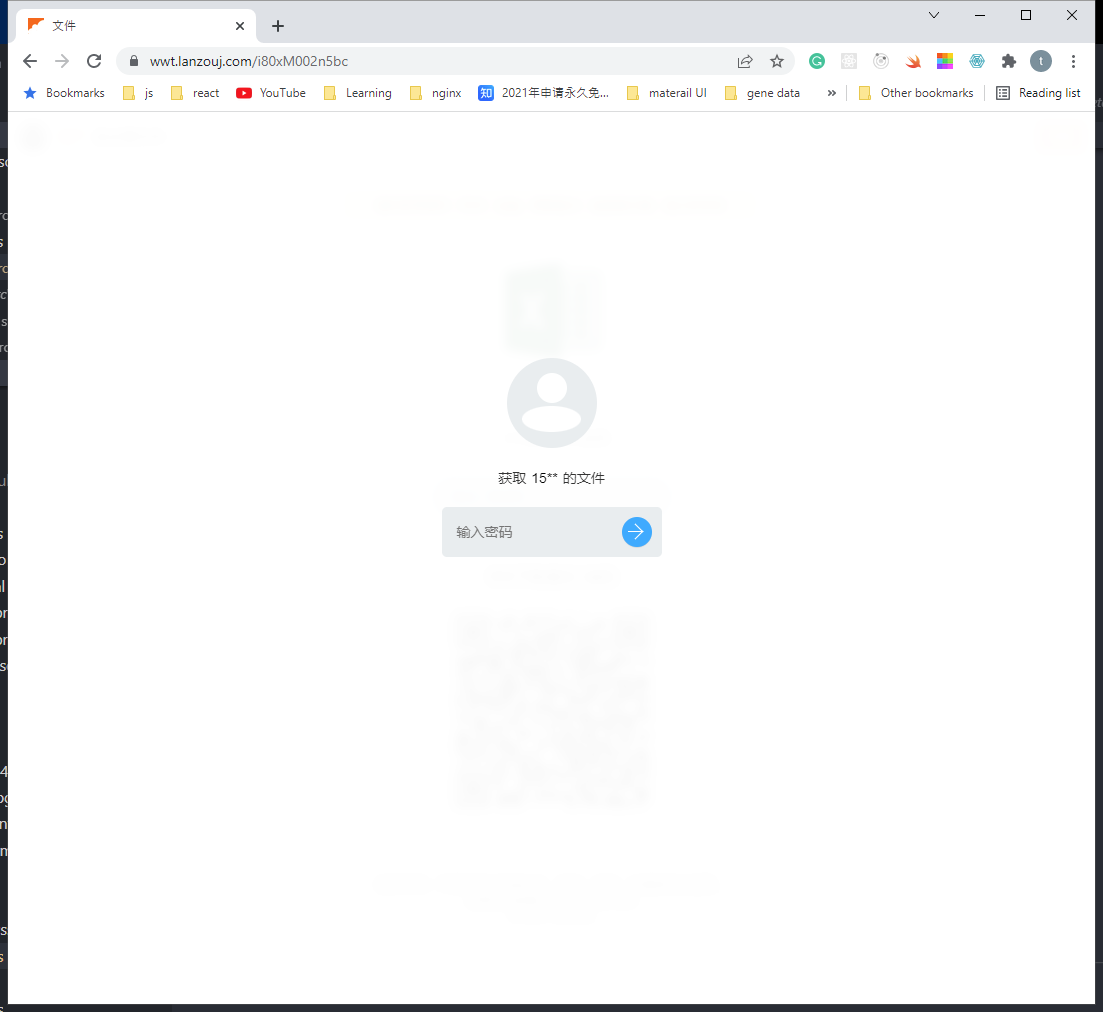 文件
wwt.lanzouj.com/i80xM002n5bc
t
Bookmarks js react YouTube Learning nginx 知 2021年申请永久免... materail UI gene data » Other bookmarks Reading list
获取 15** 的文件
输入密码